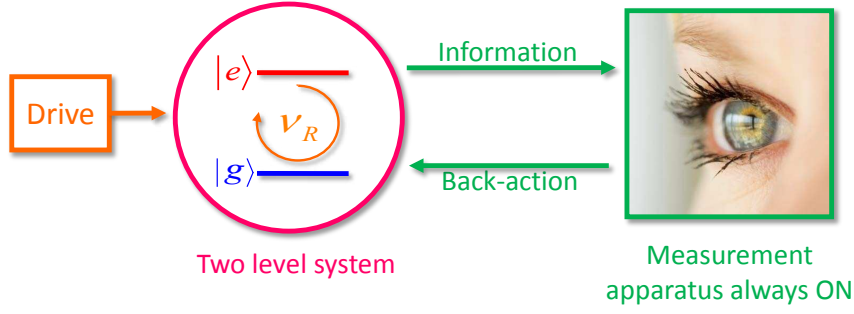 Drive
|e⟩
ν_R
|g⟩
Two level system
Information
Back-action
Measurement
apparatus always ON